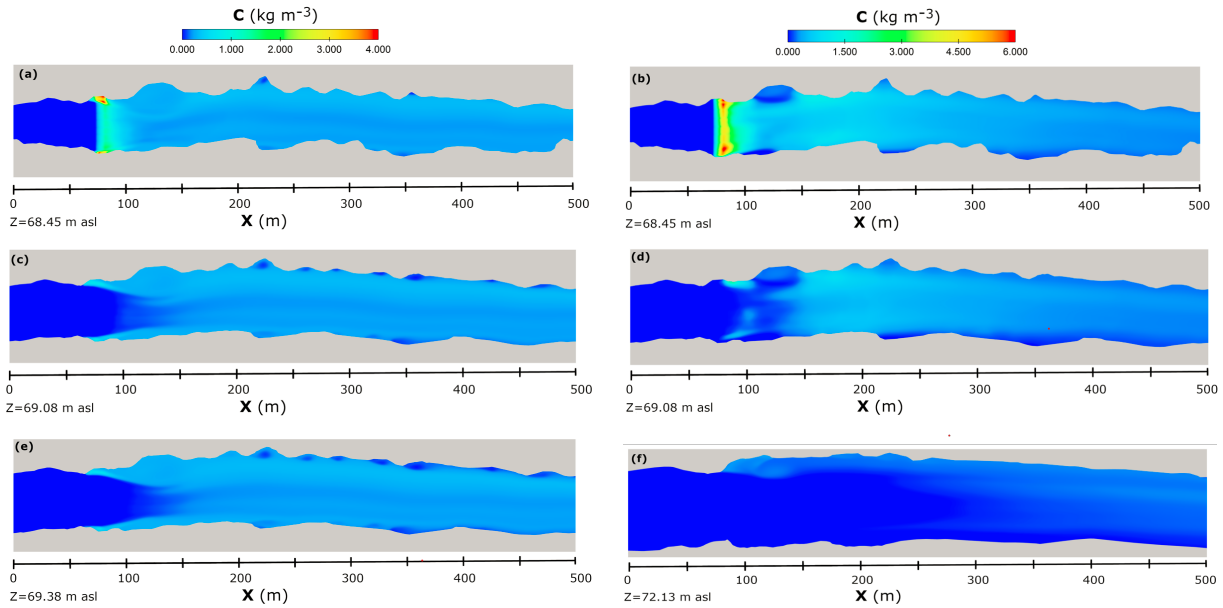 C (kg m⁻³)
0.000 1.000 2.000 3.000 4.000
(a)
0 100 200 300 400 500
Z=68.45 m asl
X (m)
C (kg m⁻³)
0.000 1.500 3.000 4.500 6.000
(b)
0 100 200 300 400 500
Z=68.45 m asl
X (m)
(c)
0 100 200 300 400 500
Z=69.08 m asl
X (m)
(d)
0 100 200 300 400 500
Z=69.08 m asl
X (m)
(e)
0 100 200 300 400 500
Z=69.38 m asl
X (m)
(f)
0 100 200 300 400 500
Z=72.13 m asl
X (m)